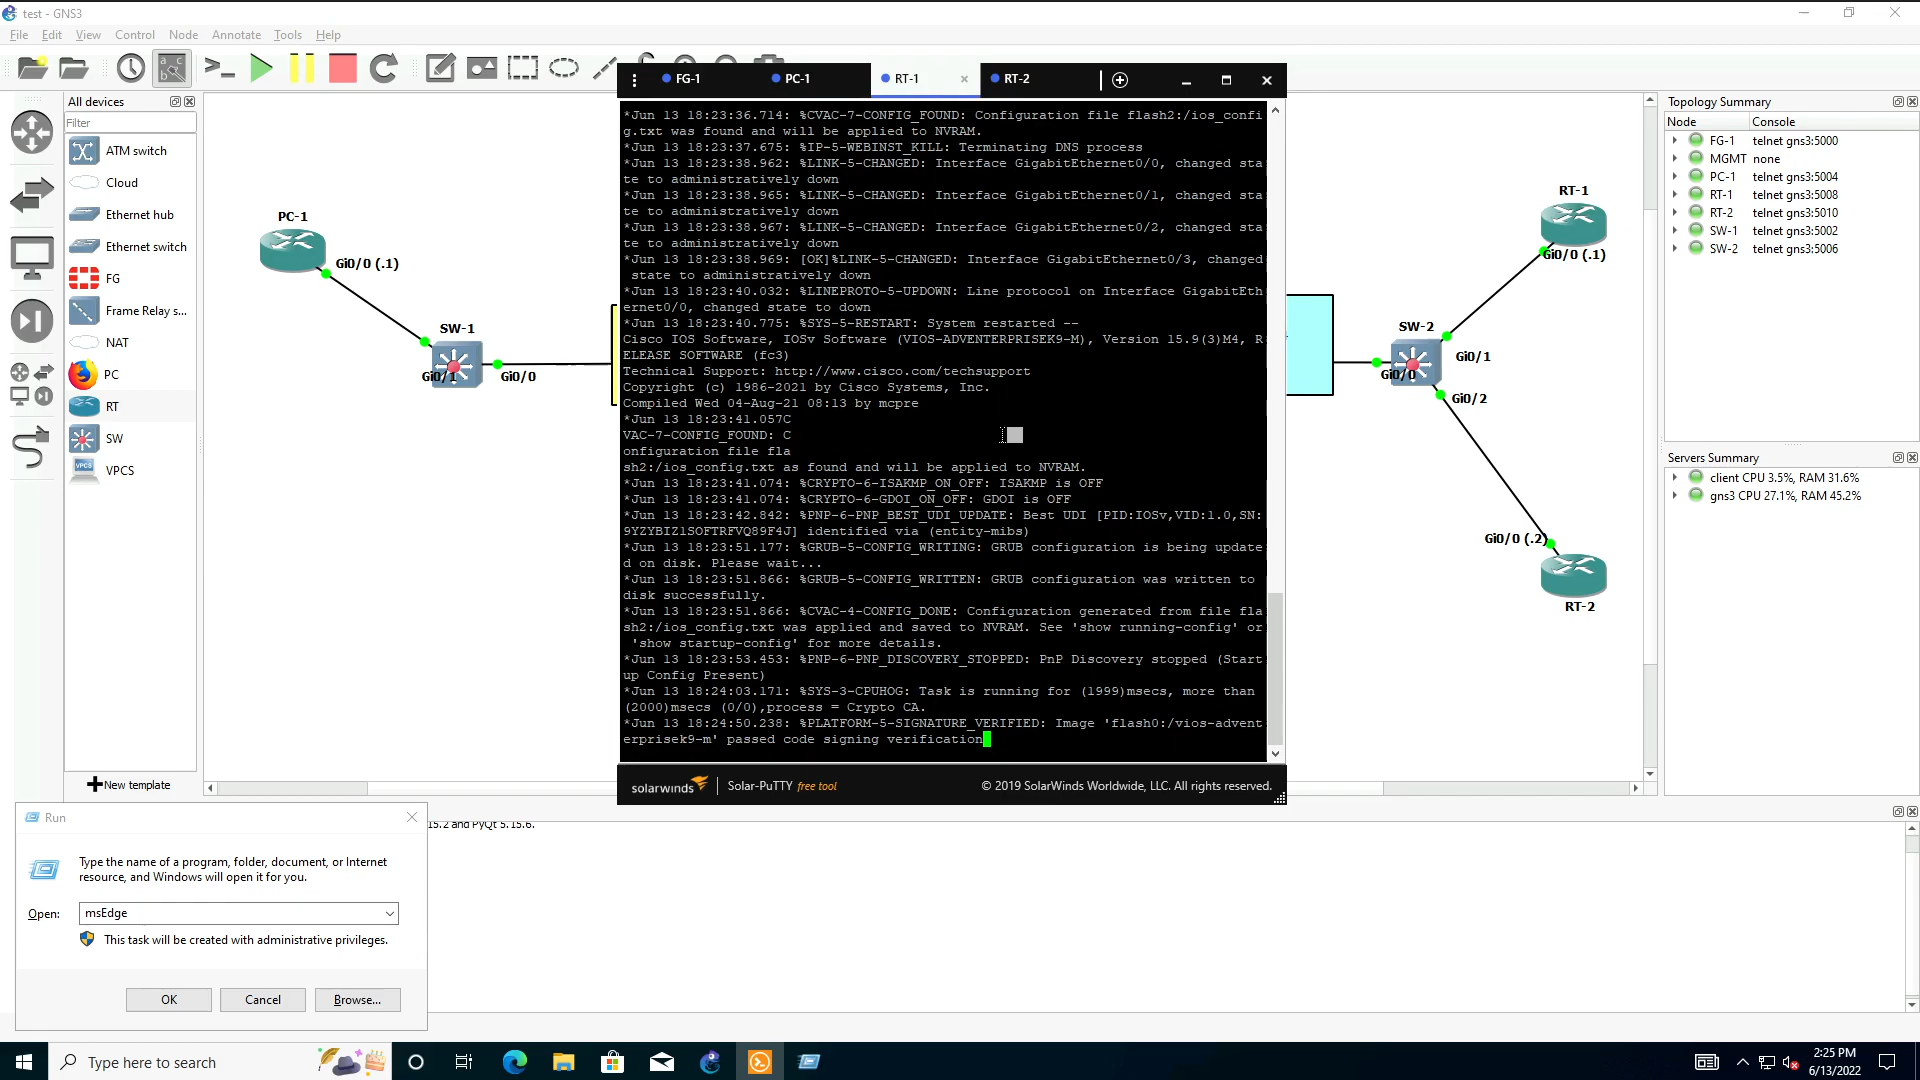 test - GNS3
File Edit View Control Node Annotate Tools Help
All devices
Filter
ATM switch
Cloud
Ethernet hub
Ethernet switch
FG
Frame Relay s...
NAT
PC
RT
SW
VPCS
New template
PC-1
Gi0/0 (.1)
SW-1
Gi0/1
Gi0/0
FG-1
PC-1
RT-1
RT-2
*Jun 13 18:23:36.714: %CVAC-7-CONFIG_FOUND: Configuration file flash2:/ios_confi
g.txt was found and will be applied to NVRAM.
*Jun 13 18:23:37.675: %IP-5-WEBINST_KILL: Terminating DNS process
*Jun 13 18:23:38.962: %LINK-5-CHANGED: Interface GigabitEthernet0/0, changed sta
te to administratively down
*Jun 13 18:23:38.965: %LINK-5-CHANGED: Interface GigabitEthernet0/1, changed sta
te to administratively down
*Jun 13 18:23:38.967: %LINK-5-CHANGED: Interface GigabitEthernet0/2, changed sta
te to administratively down
*Jun 13 18:23:38.969: [OK]%LINK-5-CHANGED: Interface GigabitEthernet0/3, changed
state to administratively down
*Jun 13 18:23:40.032: %LINEPROTO-5-UPDOWN: Line protocol on Interface GigabitEth
ernet0/0, changed state to down
*Jun 13 18:23:40.775: %SYS-5-RESTART: System restarted --
Cisco IOS Software, IOSv Software (VIOS-ADVENTERPRISEK9-M), Version 15.9(3)M4, R
ELEASE SOFTWARE (fc3)
Technical Support: http://www.cisco.com/techsupport
Copyright (c) 1986-2021 by Cisco Systems, Inc.
Compiled Wed 04-Aug-21 08:13 by mcpre
*Jun 13 18:23:41.057C
VAC-7-CONFIG_FOUND: C
onfiguration file fla
sh2:/ios_config.txt as found and will be applied to NVRAM.
*Jun 13 18:23:41.074: %CRYPTO-6-ISAKMP_ON_OFF: ISAKMP is OFF
*Jun 13 18:23:41.074: %CRYPTO-6-GDOI_ON_OFF: GDOI is OFF
*Jun 13 18:23:42.842: %PNP-6-PNP_BEST_UDI_UPDATE: Best UDI [PID:IOSv,VID:1.0,SN:
9YZYBIZ1SOFTRFVQ89F4J] identified via (entity-mibs)
*Jun 13 18:23:51.177: %GRUB-5-CONFIG_WRITING: GRUB configuration is being update
d on disk. Please wait...
*Jun 13 18:23:51.866: %GRUB-5-CONFIG_WRITTEN: GRUB configuration was written to
disk successfully.
*Jun 13 18:23:51.866: %CVAC-4-CONFIG_DONE: Configuration generated from file fla
sh2:/ios_config.txt was applied and saved to NVRAM. See 'show running-config' or
'show startup-config' for more details.
*Jun 13 18:23:53.453: %PNP-6-PNP_DISCOVERY_STOPPED: PnP Discovery stopped (Start
up Config Present)
*Jun 13 18:24:03.171: %SYS-3-CPUHOG: Task is running for (1999)msecs, more than
(2000)msecs (0/0),process = Crypto CA.
*Jun 13 18:24:50.238: %PLATFORM-5-SIGNATURE_VERIFIED: Image 'flash0:/vios-advent
erprisek9-m' passed code signing verification
solarwinds Solar-PuTTY free tool © 2019 SolarWinds Worldwide, LLC. All rights reserved.
RT-1
Gi0/0 (.1)
SW-2
Gi0/1
Gi0/0
Gi0/2
Gi0/0 (.2)
RT-2
Topology Summary
Node Console
FG-1 telnet gns3:5000
MGMT none
PC-1 telnet gns3:5004
RT-1 telnet gns3:5008
RT-2 telnet gns3:5010
SW-1 telnet gns3:5002
SW-2 telnet gns3:5006
Servers Summary
client CPU 3.5%, RAM 31.6%
gns3 CPU 27.1%, RAM 45.2%
15.2 and PyQt 5.15.6.
Run
Type the name of a program, folder, document, or Internet
resource, and Windows will open it for you.
Open: msEdge
This task will be created with administrative privileges.
OK Cancel Browse...
Type here to search
2:25 PM
6/13/2022